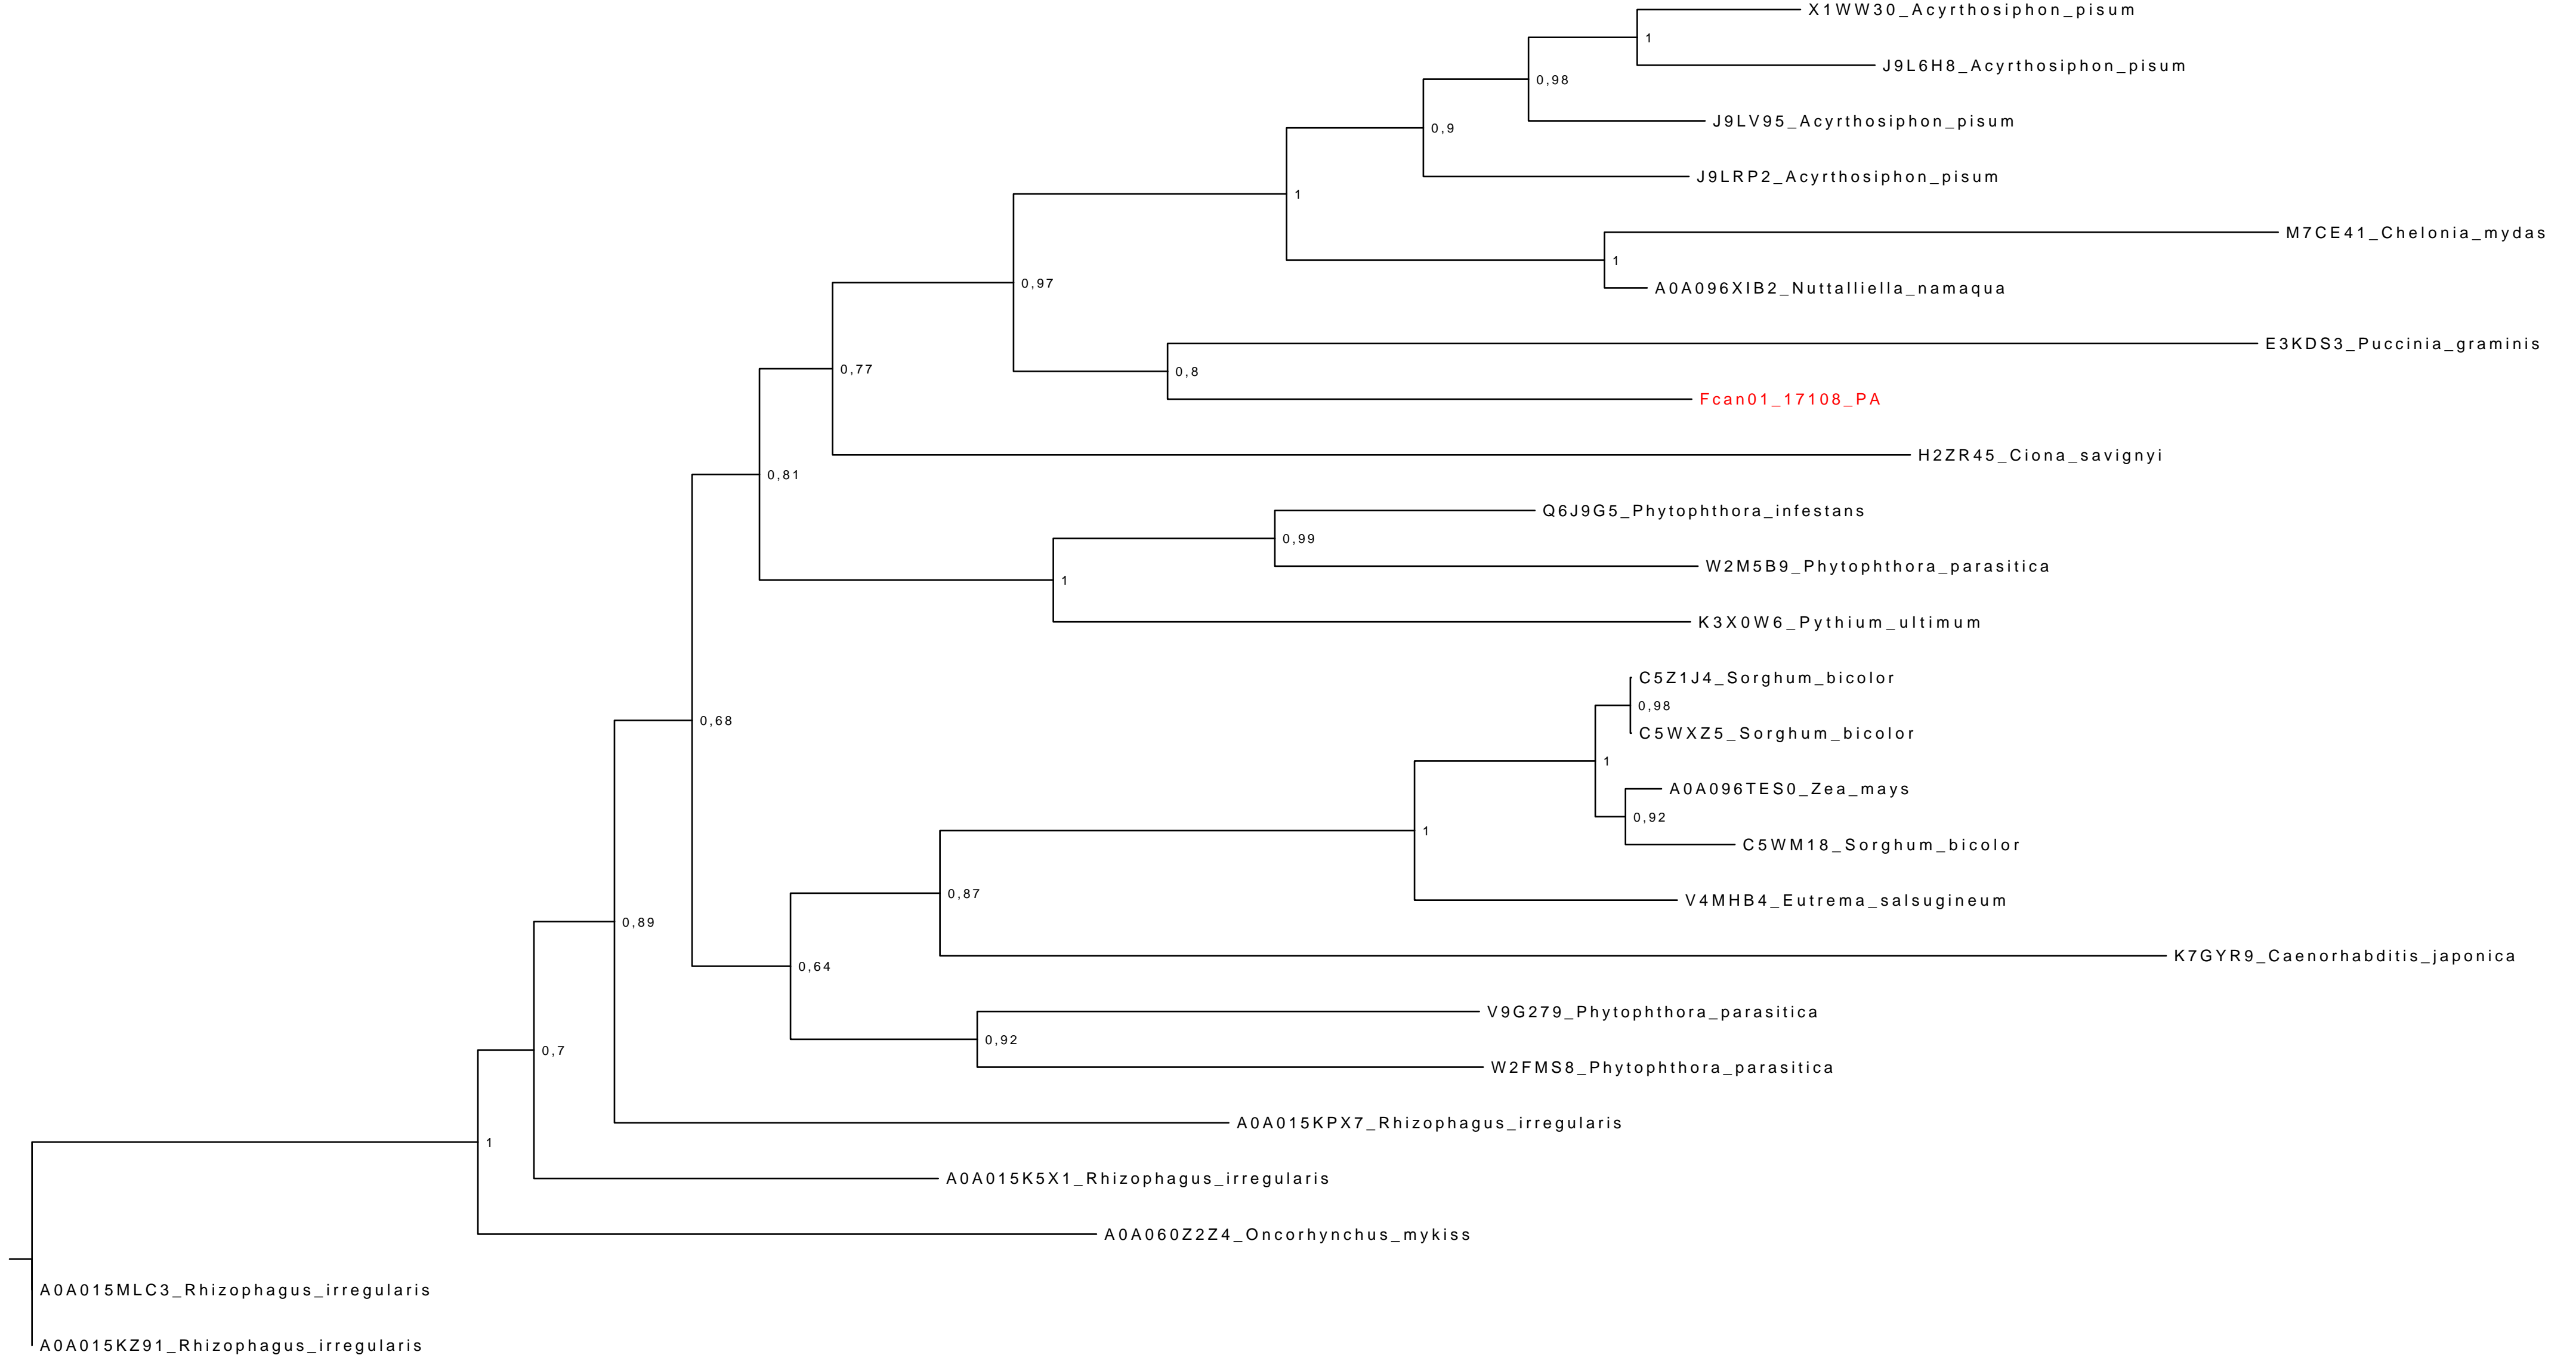 X1WW30_Acyrthosiphon_pisum
1
J9L6H8_Acyrthosiphon_pisum
0,98
J9LV95_Acyrthosiphon_pisum
0,9
J9LRP2_Acyrthosiphon_pisum
1
M7CE41_Chelonia_mydas
1
A0A096XIB2_Nuttalliella_namaqua
0,97
E3KDS3_Puccinia_graminis
0,77
0,8
Fcan01_17108_PA
H2ZR45_Ciona_savignyi
0,81
Q6J9G5_Phytophthora_infestans
0,99
W2M5B9_Phytophthora_parasitica
1
K3X0W6_Pythium_ultimum
C5Z1J4_Sorghum_bicolor
0,98
0,68
C5WXZ5_Sorghum_bicolor
1
A0A096TES0_Zea_mays
0,92
1
C5WM18_Sorghum_bicolor
0,87
V4MHB4_Eutrema_salsugineum
0,89
K7GYR9_Caenorhabditis_japonica
0,64
V9G279_Phytophthora_parasitica
0,92
0,7
W2FMS8_Phytophthora_parasitica
A0A015KPX7_Rhizophagus_irregularis
1
A0A015K5X1_Rhizophagus_irregularis
A0A060Z2Z4_Oncorhynchus_mykiss
A0A015MLC3_Rhizophagus_irregularis
A0A015KZ91_Rhizophagus_irregularis